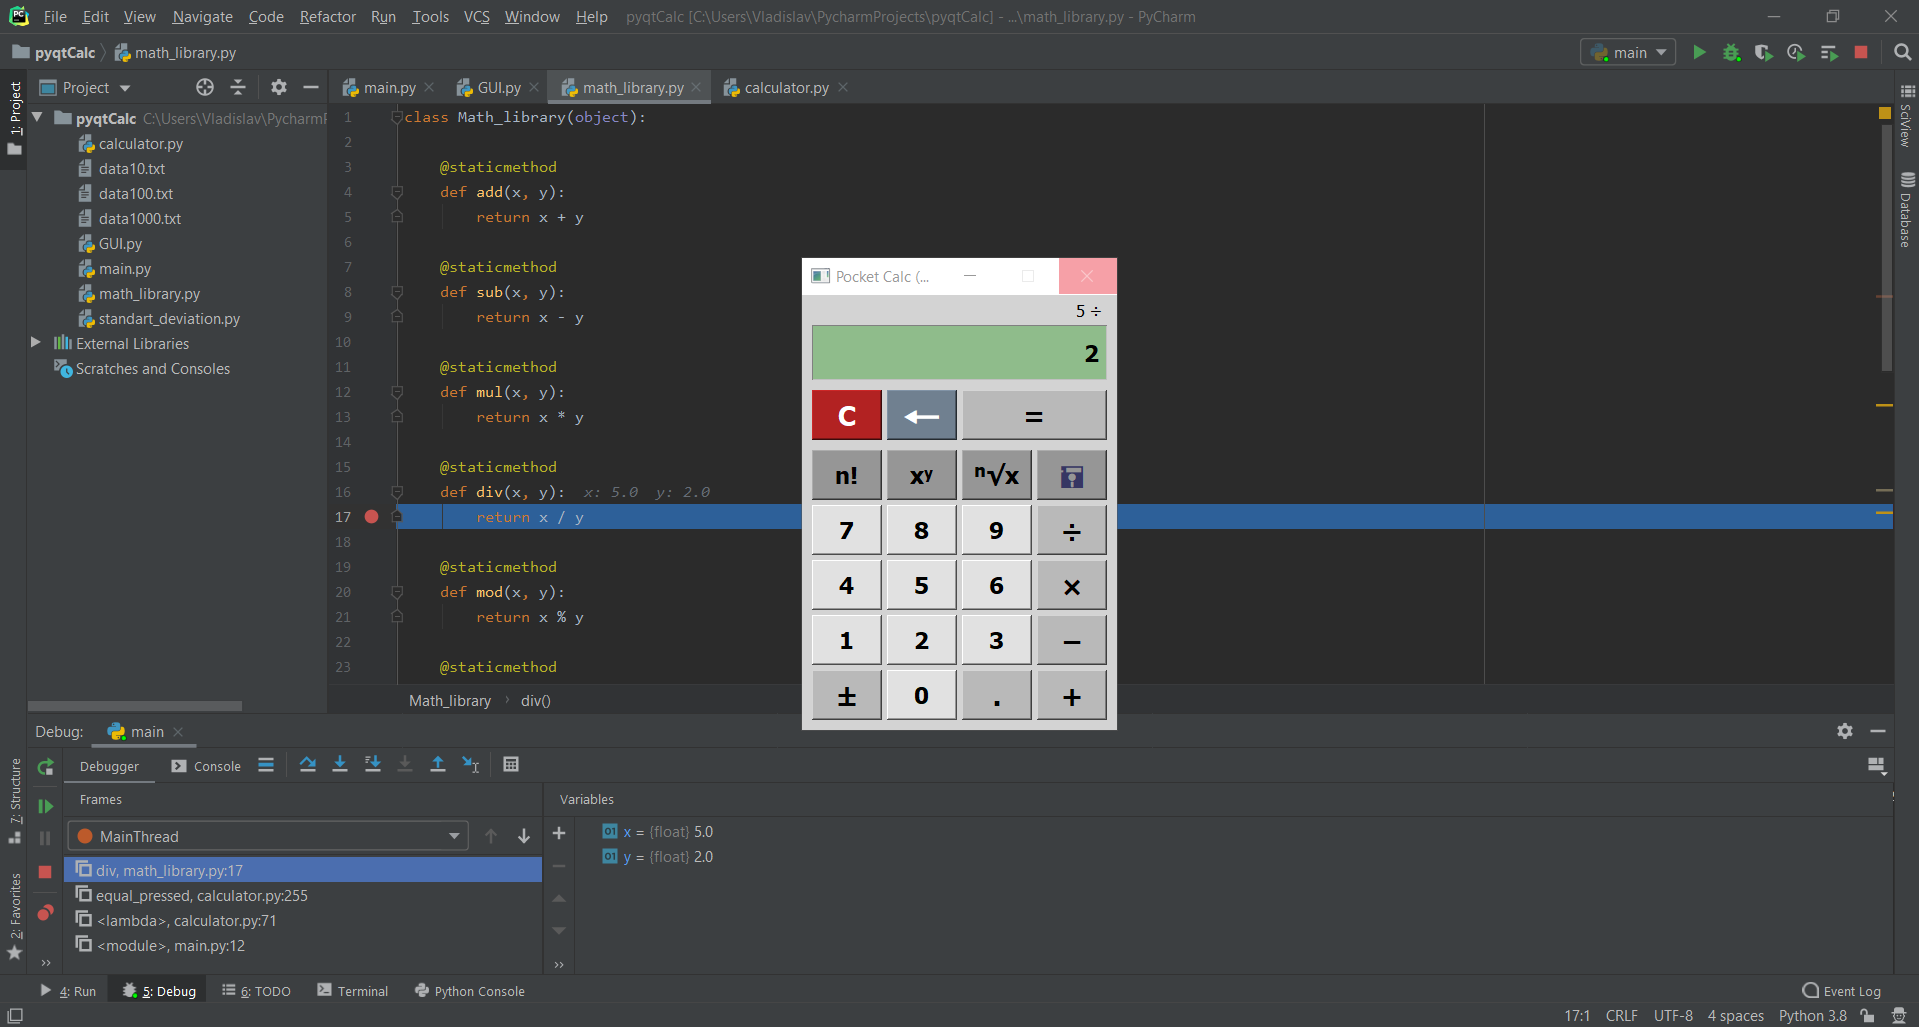 PC File Edit View Navigate Code Refactor Run Tools VCS Window Help pyqtCalc [C:\Users\Vladislav\PycharmProjects\pyqtCalc] - ...\math_library.py - PyCharm
pyqtCalc math_library.py main
Project main.py GUI.py math_library.py calculator.py
1: Project
pyqtCalc C:\Users\Vladislav\Pycharm
calculator.py
data10.txt
data100.txt
data1000.txt
GUI.py
main.py
math_library.py
standart_deviation.py
External Libraries
Scratches and Consoles
1 class Math_library(object):
2
3 @staticmethod
4 def add(x, y):
5 return x + y
6
7 @staticmethod
8 def sub(x, y):
9 return x - y
10
11 @staticmethod
12 def mul(x, y):
13 return x * y
14
15 @staticmethod
16 def div(x, y): x: 5.0 y: 2.0
17 return x / y
18
19 @staticmethod
20 def mod(x, y):
21 return x % y
22
23 @staticmethod
Math_library div()
SciView
Database
Pocket Calc (...
5 ÷
2
C ← =
n! xʸ ⁿ√x
7 8 9 ÷
4 5 6 ×
1 2 3 −
± 0 . +
Debug: main
Debugger Console
Frames Variables
MainThread
div, math_library.py:17
equal_pressed, calculator.py:255
<lambda>, calculator.py:71
<module>, main.py:12
01 x = {float} 5.0
01 y = {float} 2.0
7: Structure
2: Favorites
4: Run 5: Debug 6: TODO Terminal Python Console Event Log
17:1 CRLF UTF-8 4 spaces Python 3.8